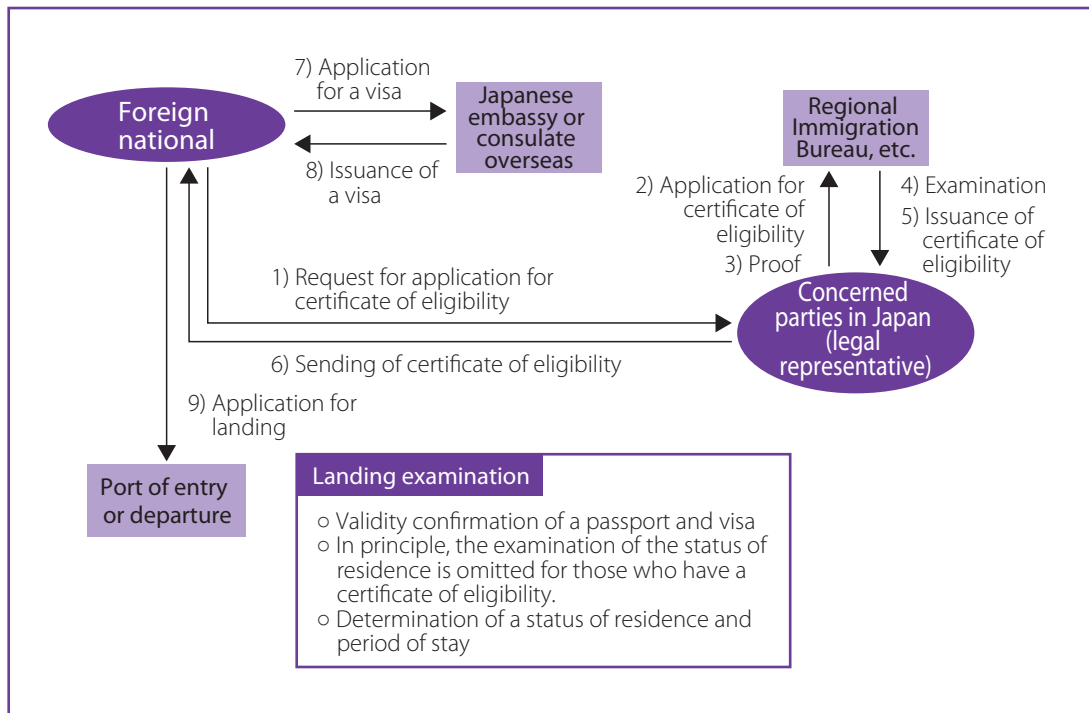 7) Application
for a visa
Foreign
national
Japanese
embassy or
consulate
overseas
8) Issuance of
a visa
Regional
Immigration
Bureau, etc.
2) Application for
certificate of
eligibility
3) Proof
4) Examination
5) Issuance of
certificate of
eligibility
1) Request for application for
certificate of eligibility
Concerned
parties in Japan
(legal
representative)
6) Sending of certificate of eligibility
9) Application for
landing
Port of entry
or departure
Landing examination
○ Validity confirmation of a passport and visa
○ In principle, the examination of the status of
residence is omitted for those who have a
certificate of eligibility.
○ Determination of a status of residence and
period of stay